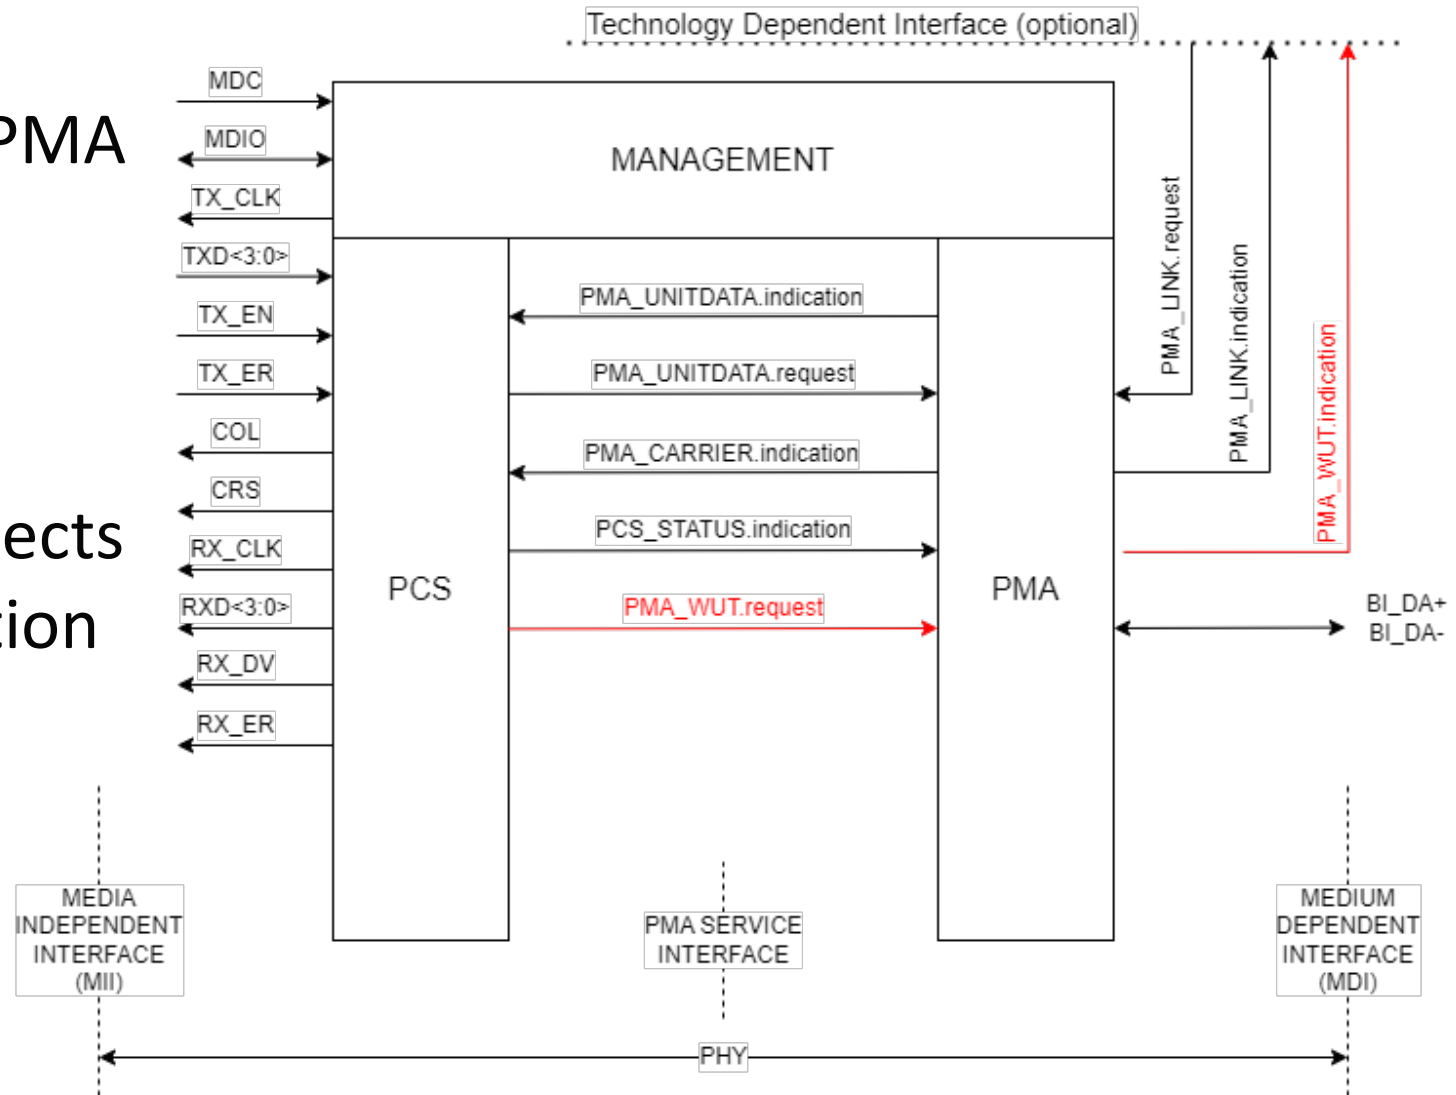 Technology Dependent Interface (optional)
MDC
PMA
MDIO
MANAGEMENT
TX_CLK
TXD<3:0>
PMA_UNITDATA.indication
TX_EN
PMA_LINK.request
PMA_LINK.indication
PMA_WUT.indication
TX_ER
PMA_UNITDATA.request
COL
PMA_CARRIER.indication
CRS
ects
PCS_STATUS.indication
RX_CLK
PCS
PMA
RXD<3:0>
tion
PMA_WUT.request
BI_DA+
BI_DA-
RX_DV
RX_ER
MEDIA
INDEPENDENT
INTERFACE
(MII)
PMA SERVICE
INTERFACE
MEDIUM
DEPENDENT
INTERFACE
(MDI)
PHY